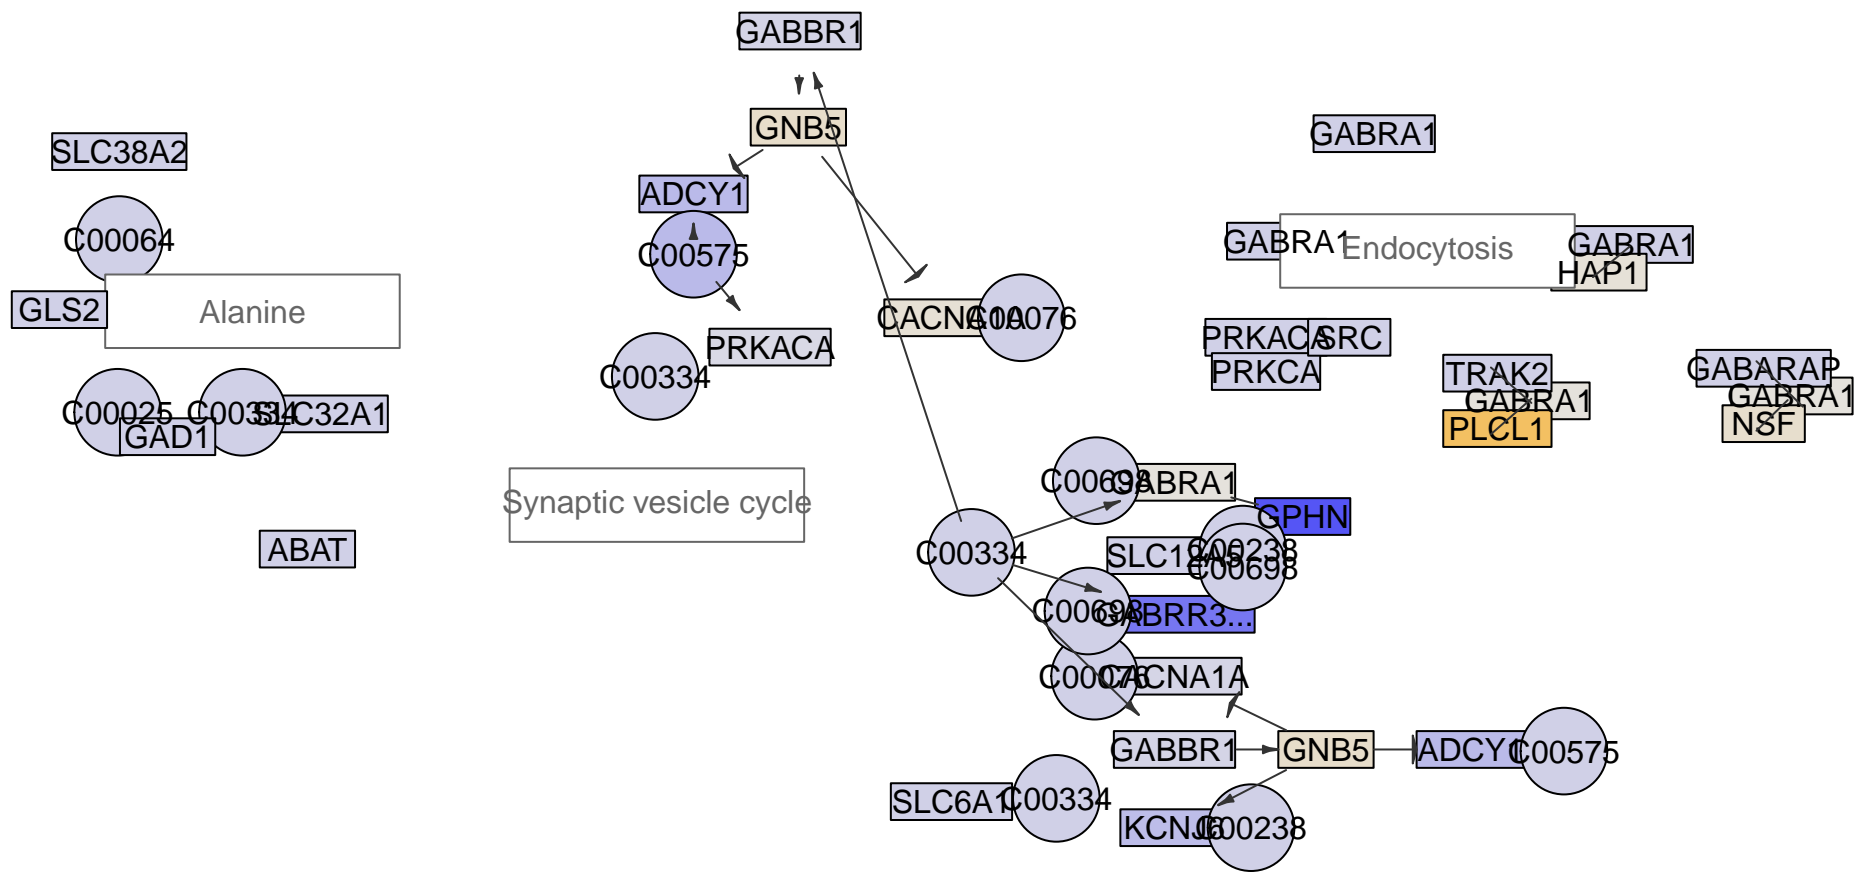 GABBR1
GNB5
GABRA1
SLC38A2
ADCY1
C00064
C00575
GABRA1
Endocytosis
GABRA1
HAP1
GLS2
Alanine
CACNA1A
C00076
PRKACA
C00334
PRKACA
SRC
PRKCA
TRAK2
GABRA1
PLCL1
GABARAP
GABRA1
NSF
C00025
C00334
SLC32A1
GAD1
Synaptic vesicle cycle
C00698
GABRA1
GPHN
ABAT
C00334
SLC12A5
C00238
C00698
C00698
GABRR3...
C00076
CACNA1A
GABBR1
GNB5
ADCY1
C00575
SLC6A1
C00334
KCNJ6
C00238